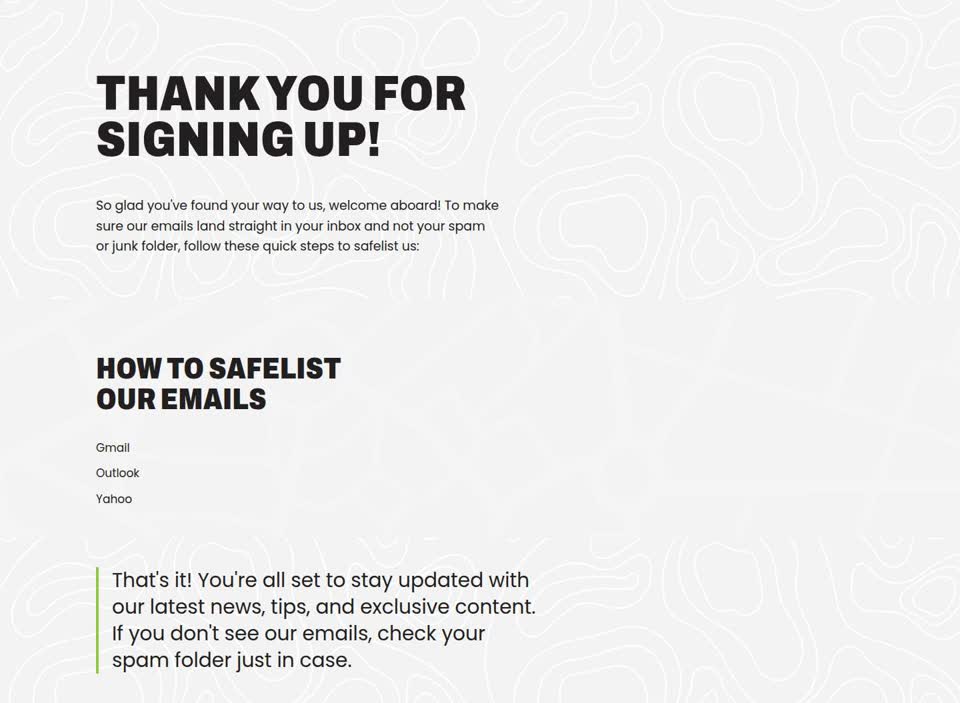 THANK YOU FOR
SIGNING UP!
So glad you've found your way to us, welcome aboard! To make
sure our emails land straight in your inbox and not your spam
or junk folder, follow these quick steps to safelist us:
HOW TO SAFELIST
OUR EMAILS
Gmail
Outlook
Yahoo
That's it! You're all set to stay updated with
our latest news, tips, and exclusive content.
If you don't see our emails, check your
spam folder just in case.